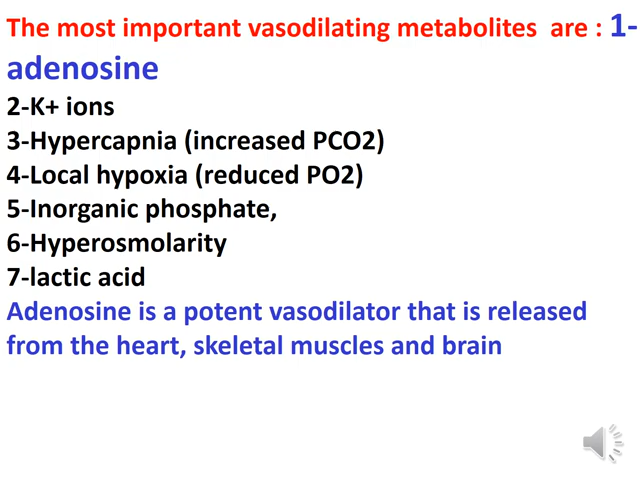 The most important vasodilating metabolites are : 1-
adenosine
2-K+ ions
3-Hypercapnia (increased PCO2)
4-Local hypoxia (reduced PO2)
5-Inorganic phosphate,
6-Hyperosmolarity
7-lactic acid
Adenosine is a potent vasodilator that is released
from the heart, skeletal muscles and brain